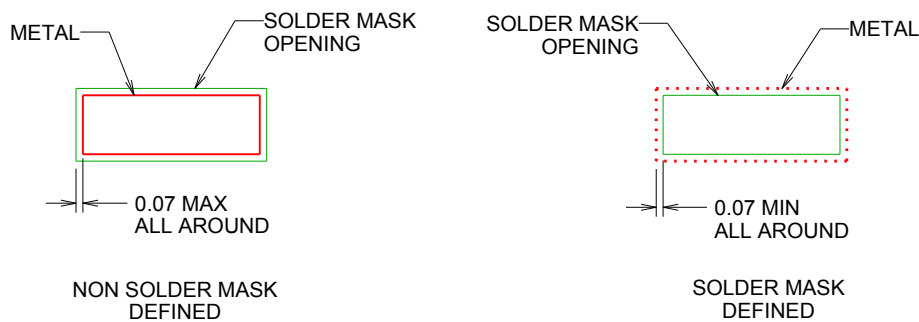 METAL
SOLDER MASK
OPENING
0.07 MAX
ALL AROUND
NON SOLDER MASK
DEFINED
SOLDER MASK
OPENING
METAL
0.07 MIN
ALL AROUND
SOLDER MASK
DEFINED